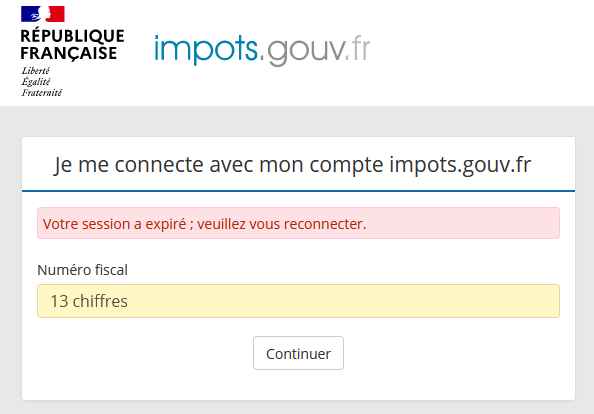 RÉPUBLIQUE
FRANÇAISE
Liberté
Égalité
Fraternité
impots.gouv.fr
Je me connecte avec mon compte impots.gouv.fr
Votre session a expiré ; veuillez vous reconnecter.
Numéro fiscal
13 chiffres
Continuer